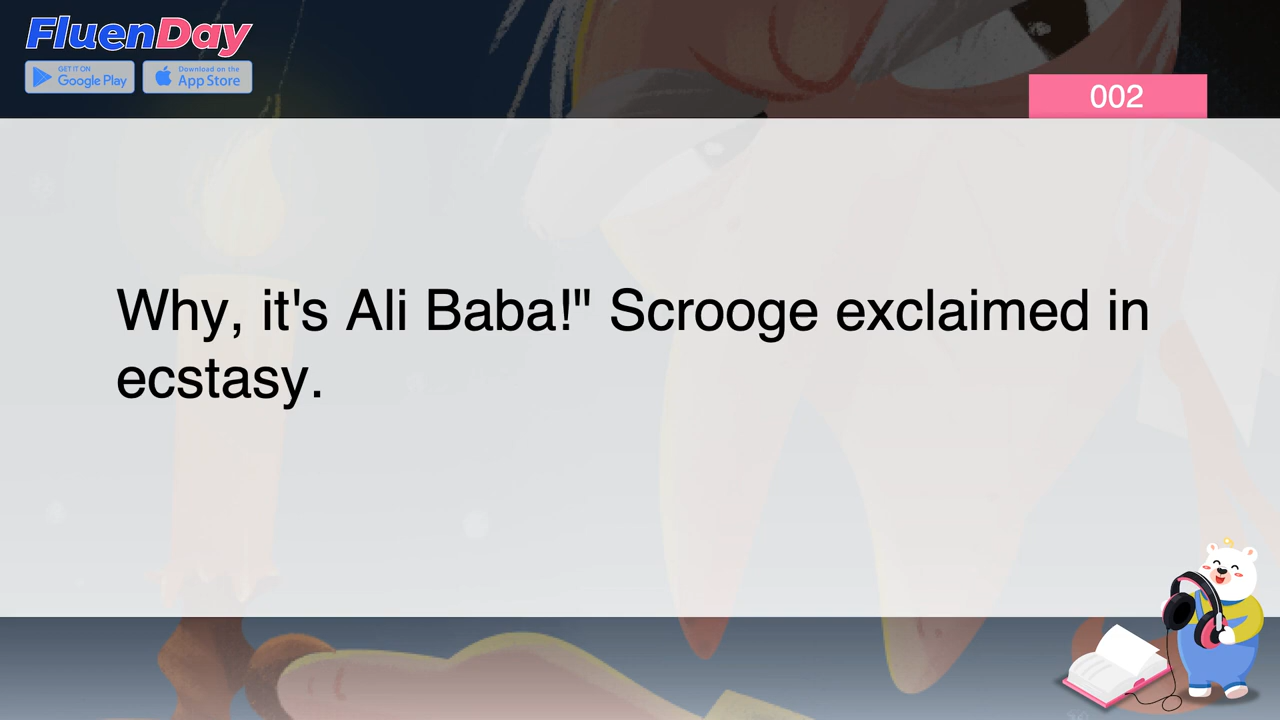 FluenDay
GET IT ON
Google Play
Download on the
App Store
002
Why, it's Ali Baba!" Scrooge exclaimed in
ecstasy.